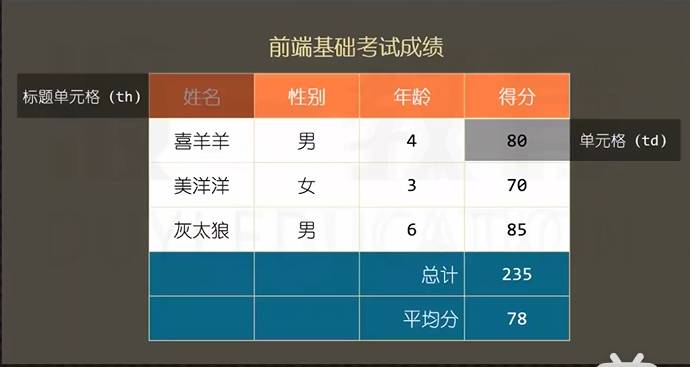 前端基础考试成绩
标题单元格 (th) 姓名 性别 年龄 得分
喜羊羊 男 4 80 单元格 (td)
美洋洋 女 3 70
灰太狼 男 6 85
总计 235
平均分 78